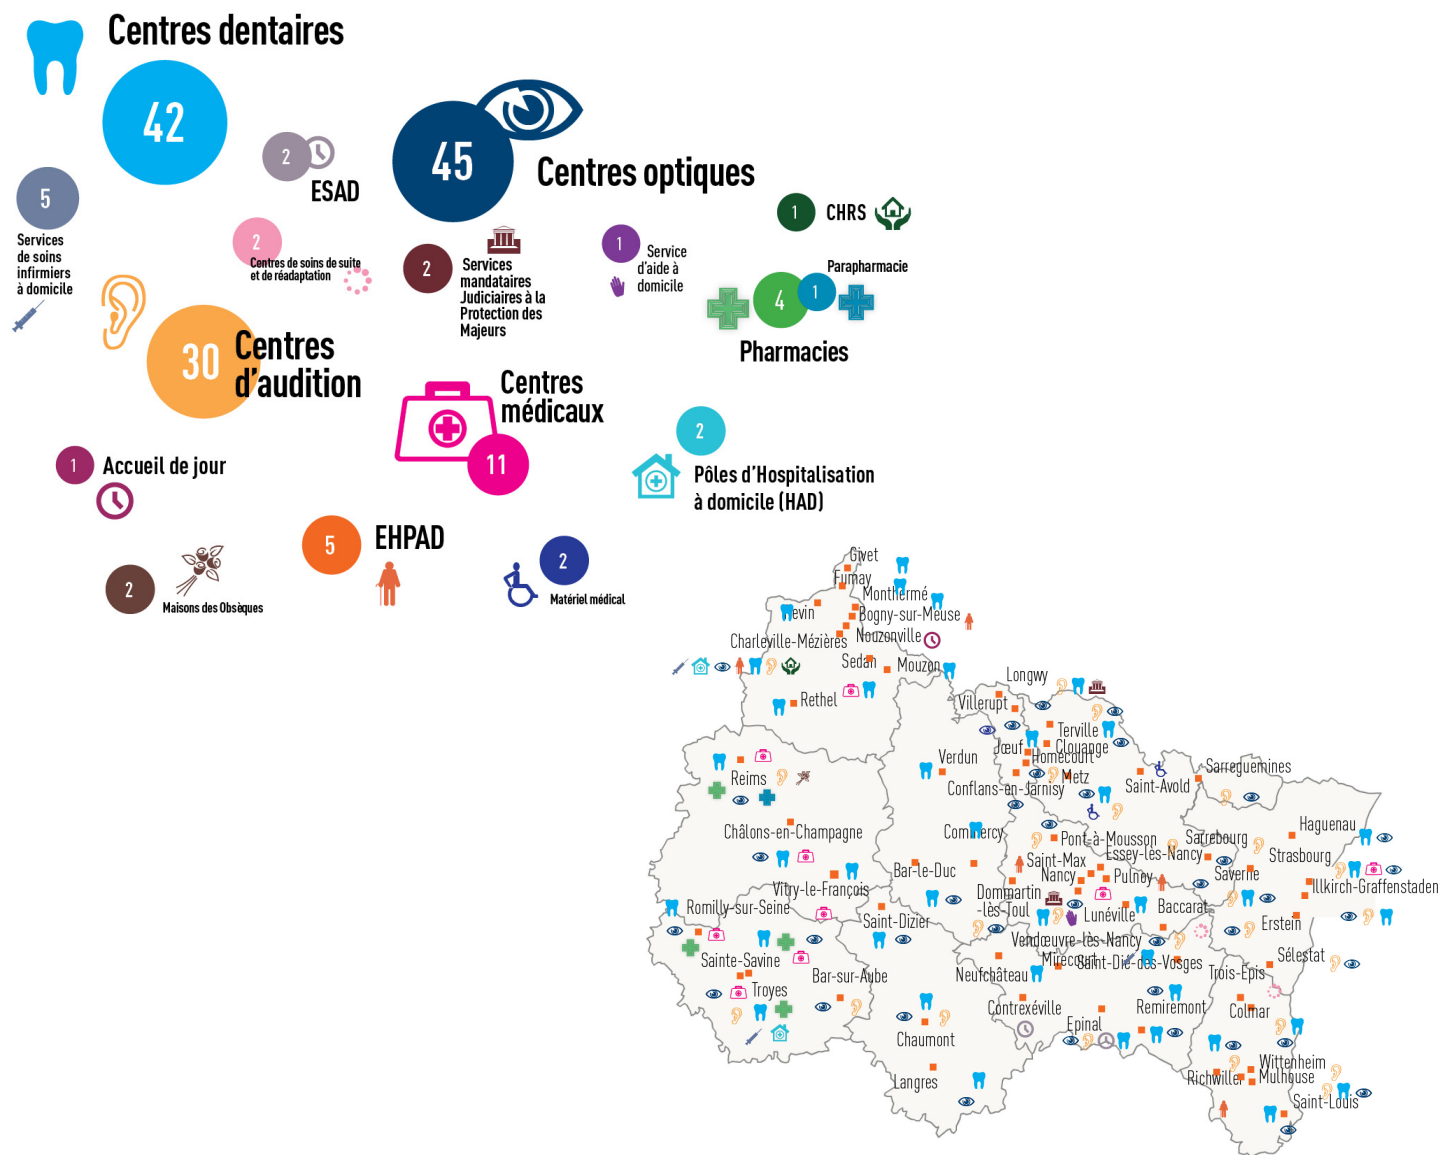 Centres dentaires
42
45
Centres optiques
2
ESAD
5
Services
de soins
infirmiers
à domicile
2
Centres de soins de suite
et de réadaptation
2
Services
mandataires
Judiciaires à la
Protection des
Majeurs
1
Service
d'aide à
domicile
1
CHRS
Parapharmacie
4
1
Pharmacies
30
Centres
d'audition
Centres
médicaux
11
2
Pôles d'Hospitalisation
à domicile (HAD)
1
Accueil de jour
5
EHPAD
2
Maisons des Obsèques
2
Matériel médical
Givet
Fumay
Monthermé
Revin
Bogny-sur-Meuse
Charleville-Mézières
Nouzonville
Sedan
Mouzon
Rethel
Longwy
Villerupt
Terville
Jœuf
Clouange
Homécourt
Verdun
Metz
Conflans-en-Jarnisy
Saint-Avold
Sarreguemines
Reims
Châlons-en-Champagne
Commercy
Pont-à-Mousson
Sarrebourg
Haguenau
Essey-lès-Nancy
Strasbourg
Saint-Max
Bar-le-Duc
Nancy
Pulnoy
Saverne
Vitry-le-François
Illkirch-Graffenstaden
Dommartin
-lès-Toul
Romilly-sur-Seine
Saint-Dizier
Lunéville
Baccarat
Erstein
Vendœuvre-lès-Nancy
Sainte-Savine
Mirecourt
Saint-Dié-des-Vosges
Sélestat
Bar-sur-Aube
Neufchâteau
Trois-Epis
Troyes
Contrexéville
Remiremont
Colmar
Epinal
Chaumont
Wittenheim
Richwiller
Mulhouse
Langres
Saint-Louis